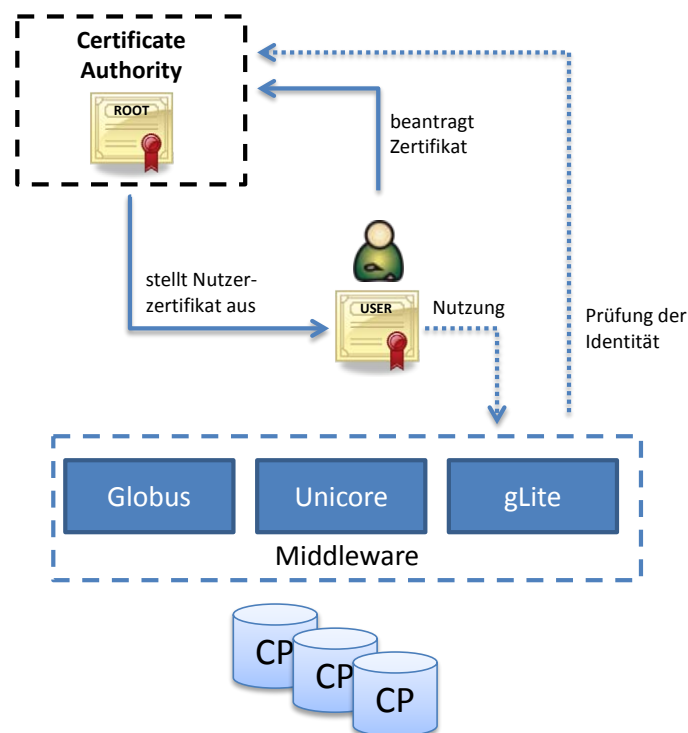 Certificate
Authority
ROOT
beantragt
Zertifikat
stellt Nutzer-
zertifikat aus
USER
Nutzung
Prüfung der
Identität
Globus
Unicore
gLite
Middleware
CP
CP
CP